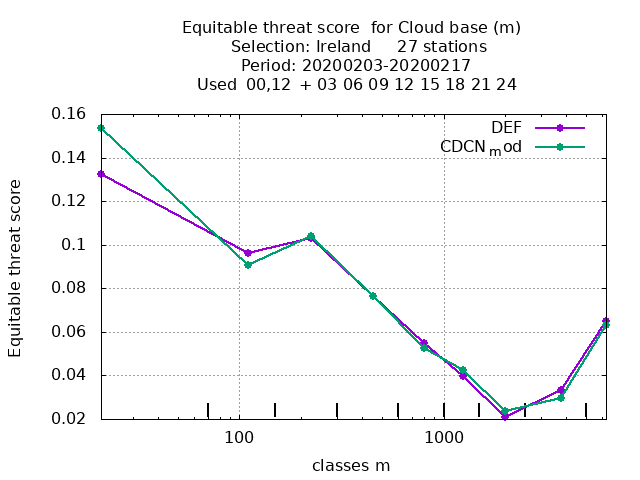 Equitable threat score  for Cloud base (m)
Selection: Ireland     27 stations
Period: 20200203-20200217
Used  00,12  + 03 06 09 12 15 18 21 24
DEF
CDCN_mod
Equitable threat score
0.16
0.14
0.12
0.1
0.08
0.06
0.04
0.02
100
1000
classes m